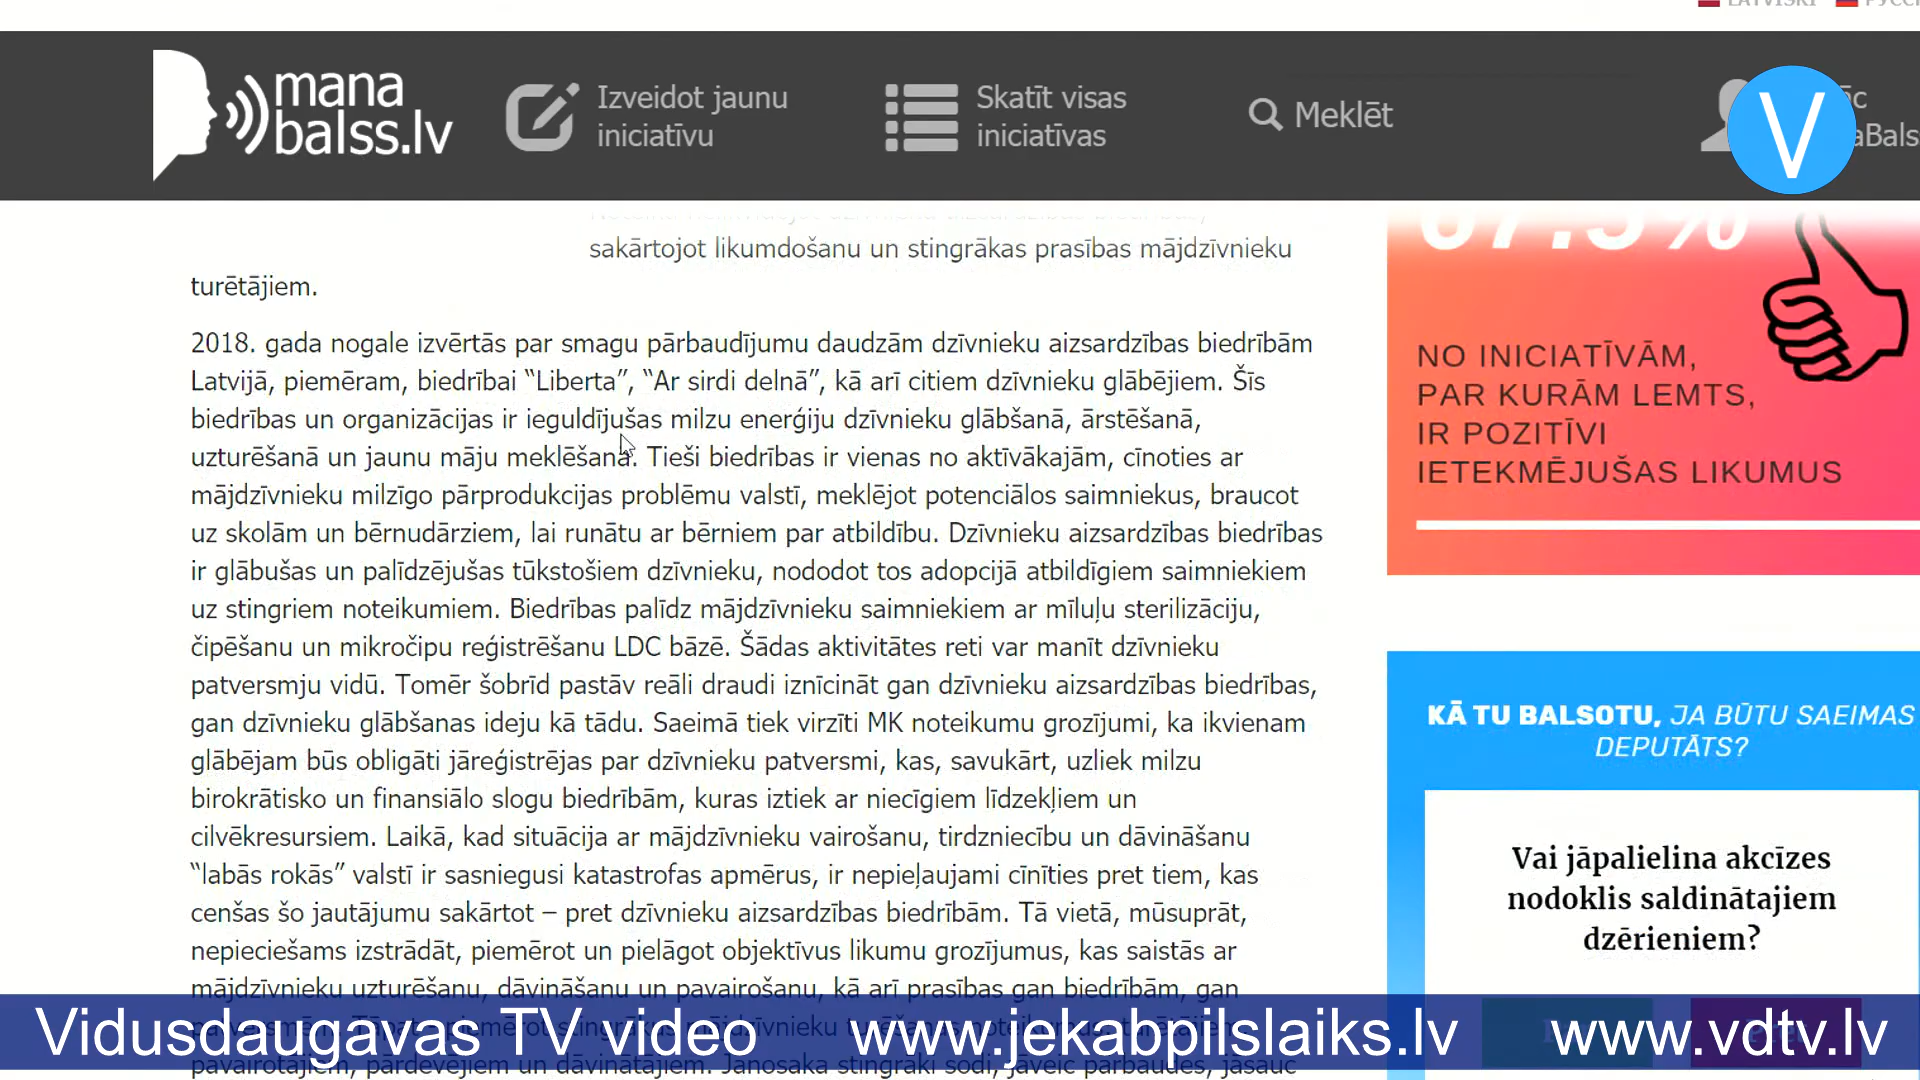 LATVISKI
mana
balss.lv
Izveidot jaunu
iniciatīvu
Skatīt visas
iniciatīvas
Meklēt
V
sakārtojot likumdošanu un stingrākas prasības mājdzīvnieku
turētājiem.
2018. gada nogale izvērtās par smagu pārbaudījumu daudzām dzīvnieku aizsardzības biedrībām
Latvijā, piemēram, biedrībai “Liberta”, “Ar sirdi delnā”, kā arī citiem dzīvnieku glābējiem. Šīs
biedrības un organizācijas ir ieguldījušas milzu enerģiju dzīvnieku glābšanā, ārstēšanā,
uzturēšanā un jaunu māju meklēšanā. Tieši biedrības ir vienas no aktīvākajām, cīnoties ar
mājdzīvnieku milzīgo pārprodukcijas problēmu valstī, meklējot potenciālos saimniekus, braucot
uz skolām un bērnudārziem, lai runātu ar bērniem par atbildību. Dzīvnieku aizsardzības biedrības
ir glābušas un palīdzējušas tūkstošiem dzīvnieku, nododot tos adopcijā atbildīgiem saimniekiem
uz stingriem noteikumiem. Biedrības palīdz mājdzīvnieku saimniekiem ar mīluļu sterilizāciju,
čipēšanu un mikročipu reģistrēšanu LDC bāzē. Šādas aktivitātes reti var manīt dzīvnieku
patversmju vidū. Tomēr šobrīd pastāv reāli draudi iznīcināt gan dzīvnieku aizsardzības biedrības,
gan dzīvnieku glābšanas ideju kā tādu. Saeimā tiek virzīti MK noteikumu grozījumi, ka ikvienam
glābējam būs obligāti jāreģistrējas par dzīvnieku patversmi, kas, savukārt, uzliek milzu
birokrātisko un finansiālo slogu biedrībām, kuras iztiek ar niecīgiem līdzekļiem un
cilvēkresursiem. Laikā, kad situācija ar mājdzīvnieku vairošanu, tirdzniecību un dāvināšanu
“labās rokās” valstī ir sasniegusi katastrofas apmērus, ir nepieļaujami cīnīties pret tiem, kas
cenšas šo jautājumu sakārtot – pret dzīvnieku aizsardzības biedrībām. Tā vietā, mūsuprāt,
nepieciešams izstrādāt, piemērot un pielāgot objektīvus likumu grozījumus, kas saistās ar
mājdzīvnieku uzturēšanu, dāvināšanu un pavairošanu, kā arī prasības gan biedrībām, gan
pavairotājiem, pārdevējiem un dāvinātājiem. Jānosaka stingrāki sodi, jāveic pārbaudes, jāsauc
67.5%
NO INICIATĪVĀM,
PAR KURĀM LEMTS,
IR POZITĪVI
IETEKMĒJUŠAS LIKUMUS
KĀ TU BALSOTU, JA BŪTU SAEIMAS
DEPUTĀTS?
Vai jāpalielina akcīzes
nodoklis saldinātajiem
dzērieniem?
Vidusdaugavas TV video www.jekabpilslaiks.lv www.vdtv.lv